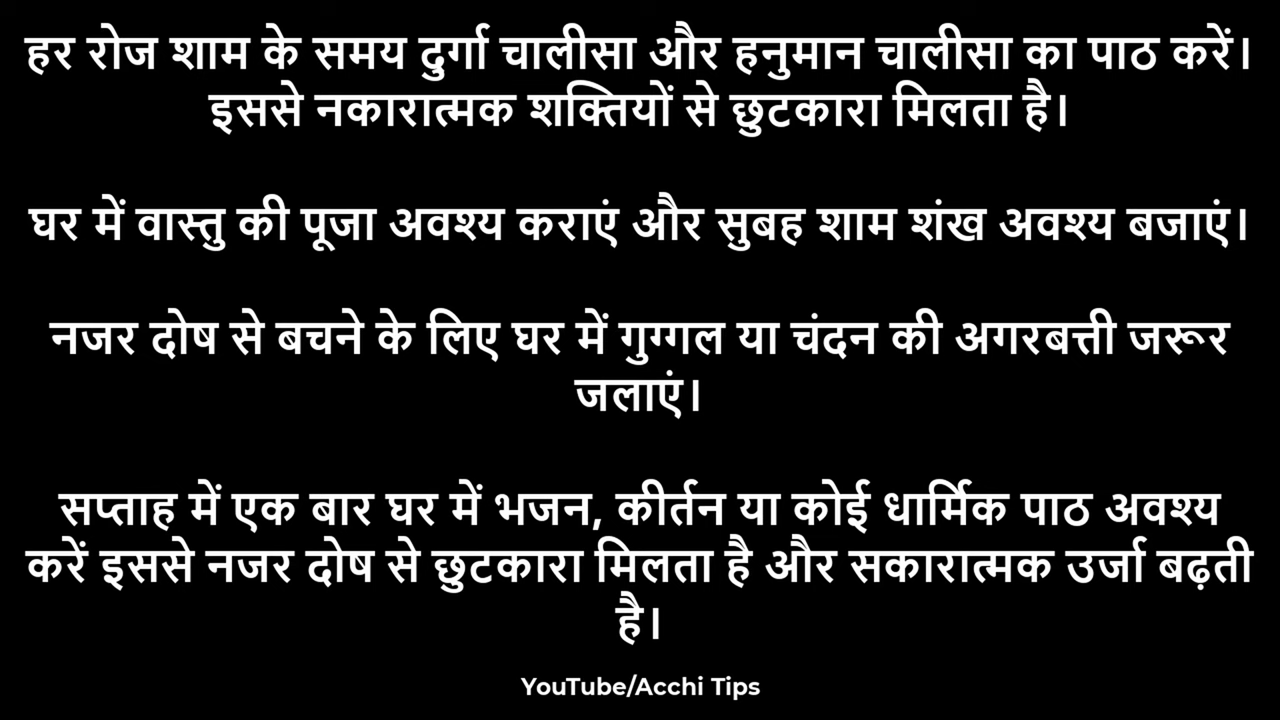 हर रोज शाम के समय दुर्गा चालीसा और हनुमान चालीसा का पाठ करें।
इससे नकारात्मक शक्तियों से छुटकारा मिलता है।
घर में वास्तु की पूजा अवश्य कराएं और सुबह शाम शंख अवश्य बजाएं।
नजर दोष से बचने के लिए घर में गुग्गल या चंदन की अगरबत्ती जरूर
जलाएं।
सप्ताह में एक बार घर में भजन, कीर्तन या कोई धार्मिक पाठ अवश्य
करें इससे नजर दोष से छुटकारा मिलता है और सकारात्मक उर्जा बढ़ती
है।
YouTube/Acchi Tips